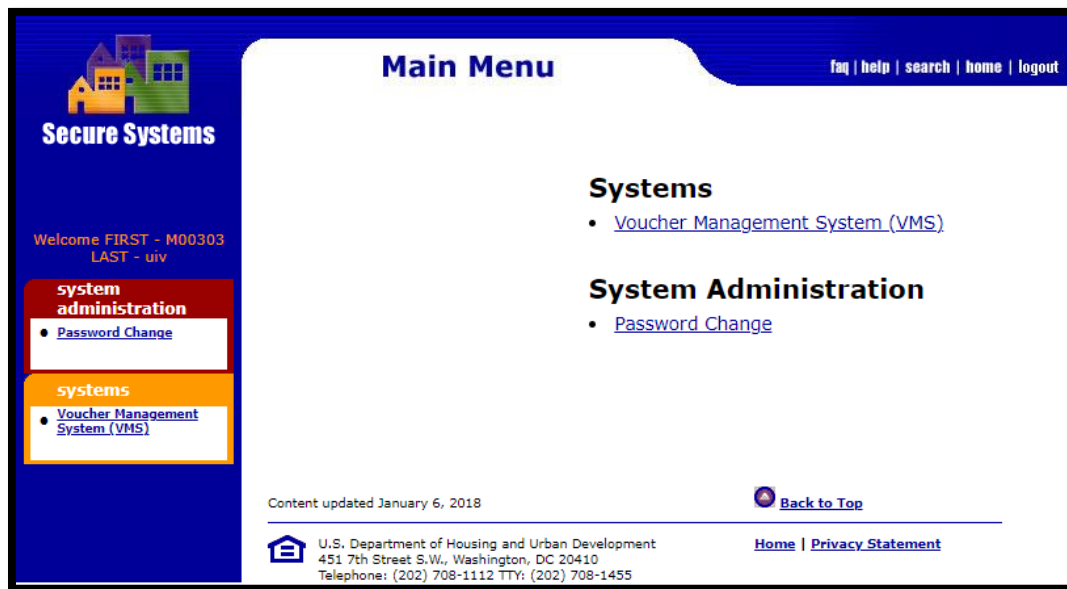 Main Menu
faq | help | search | home | logout
Secure Systems
Welcome FIRST - M00303
LAST - uiv
system
administration
• Password Change
systems
• Voucher Management
System (VMS)
Systems
• Voucher Management System (VMS)
System Administration
• Password Change
Content updated January 6, 2018
Back to Top
U.S. Department of Housing and Urban Development
451 7th Street S.W., Washington, DC 20410
Telephone: (202) 708-1112 TTY: (202) 708-1455
Home | Privacy Statement